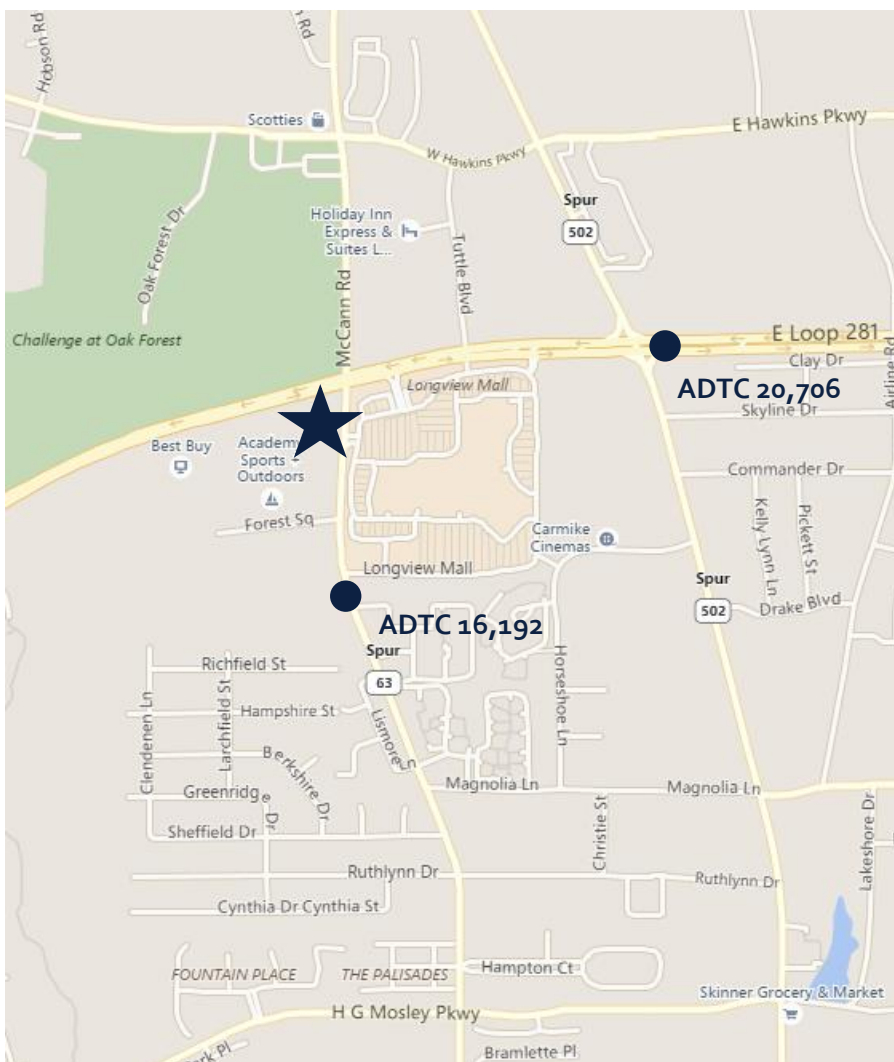 Hobson Rd
n Rd
Scotties
E Hawkins Pkwy
W Hawkins Pkwy
Spur
502
Holiday Inn
Express &
Suites L...
Oak Forest Dr
Tuttle Blvd
McCann Rd
Challenge at Oak Forest
E Loop 281
Clay Dr
Airline Rd
Longview Mall
ADTC 20,706
Skyline Dr
Best Buy
Academy
Sports +
Outdoors
Commander Dr
Kelly Lynn Ln
Pickett St
Forest Sq
Carmike
Cinemas
Longview Mall
Spur
502
Drake Blvd
ADTC 16,192
Spur
63
Richfield St
Horseshoe Ln
Clendenen Ln
Larchfield St
Hampshire St
Lismore Ln
Berkshire Dr
Magnolia Ln
Magnolia Ln
Greenridge Dr
Christie St
Lakeshore Dr
Sheffield Dr
Ruthlynn Dr
Ruthlynn Dr
Cynthia Dr Cynthia St
FOUNTAIN PLACE
THE PALISADES
Hampton Ct
Skinner Grocery & Market
H G Mosley Pkwy
ork Pl
Bramlette Pl